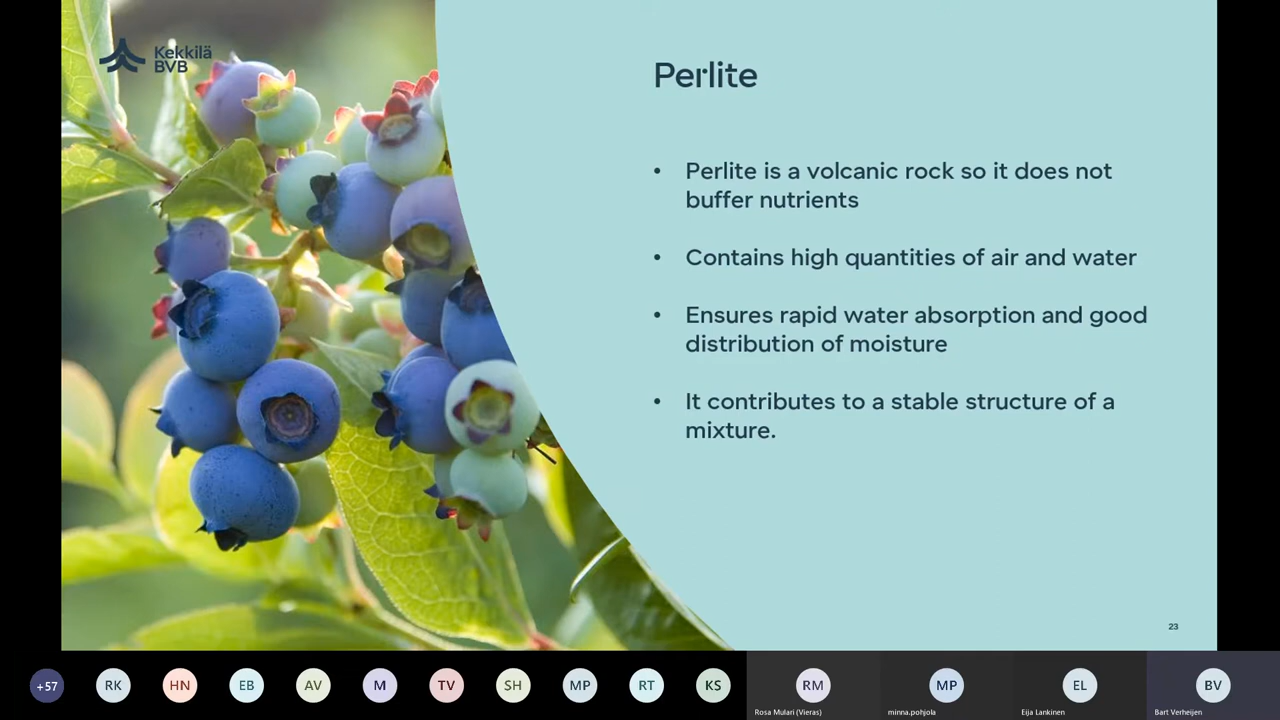 Kekkilä
BVB
Perlite
• Perlite is a volcanic rock so it does not
buffer nutrients
• Contains high quantities of air and water
• Ensures rapid water absorption and good
distribution of moisture
• It contributes to a stable structure of a
mixture.
23
+57 RK HN EB AV M TV SH MP RT KS RM MP EL BV
Rosa Mulari (Vieras) minna.pohjola Eija Lankinen Bart Verheijen